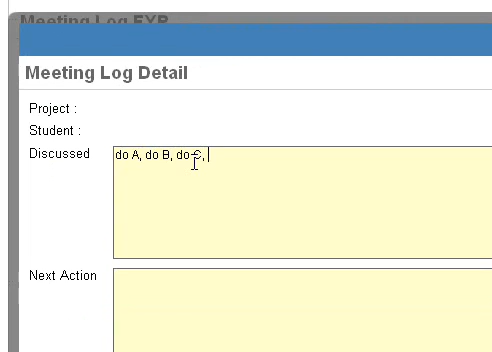 Meeting Log FYP
Meeting Log Detail
Project :
Student :
Discussed
do A, do B, do C,
Next Action